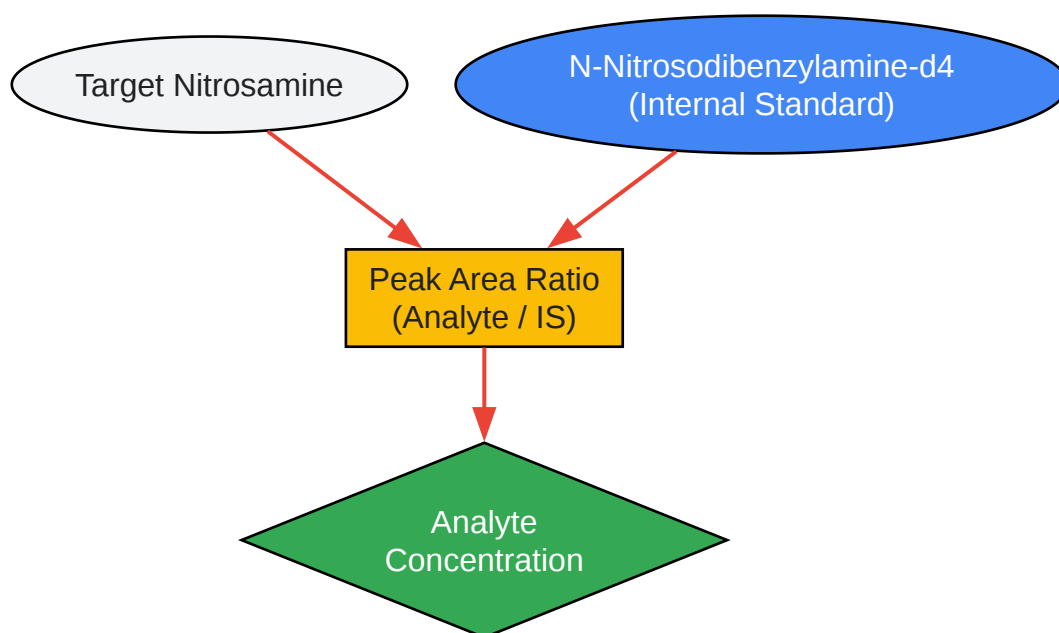 Target Nitrosamine
N-Nitrosodibenzylamine-d4
(Internal Standard)
Peak Area Ratio
(Analyte / IS)
Analyte
Concentration